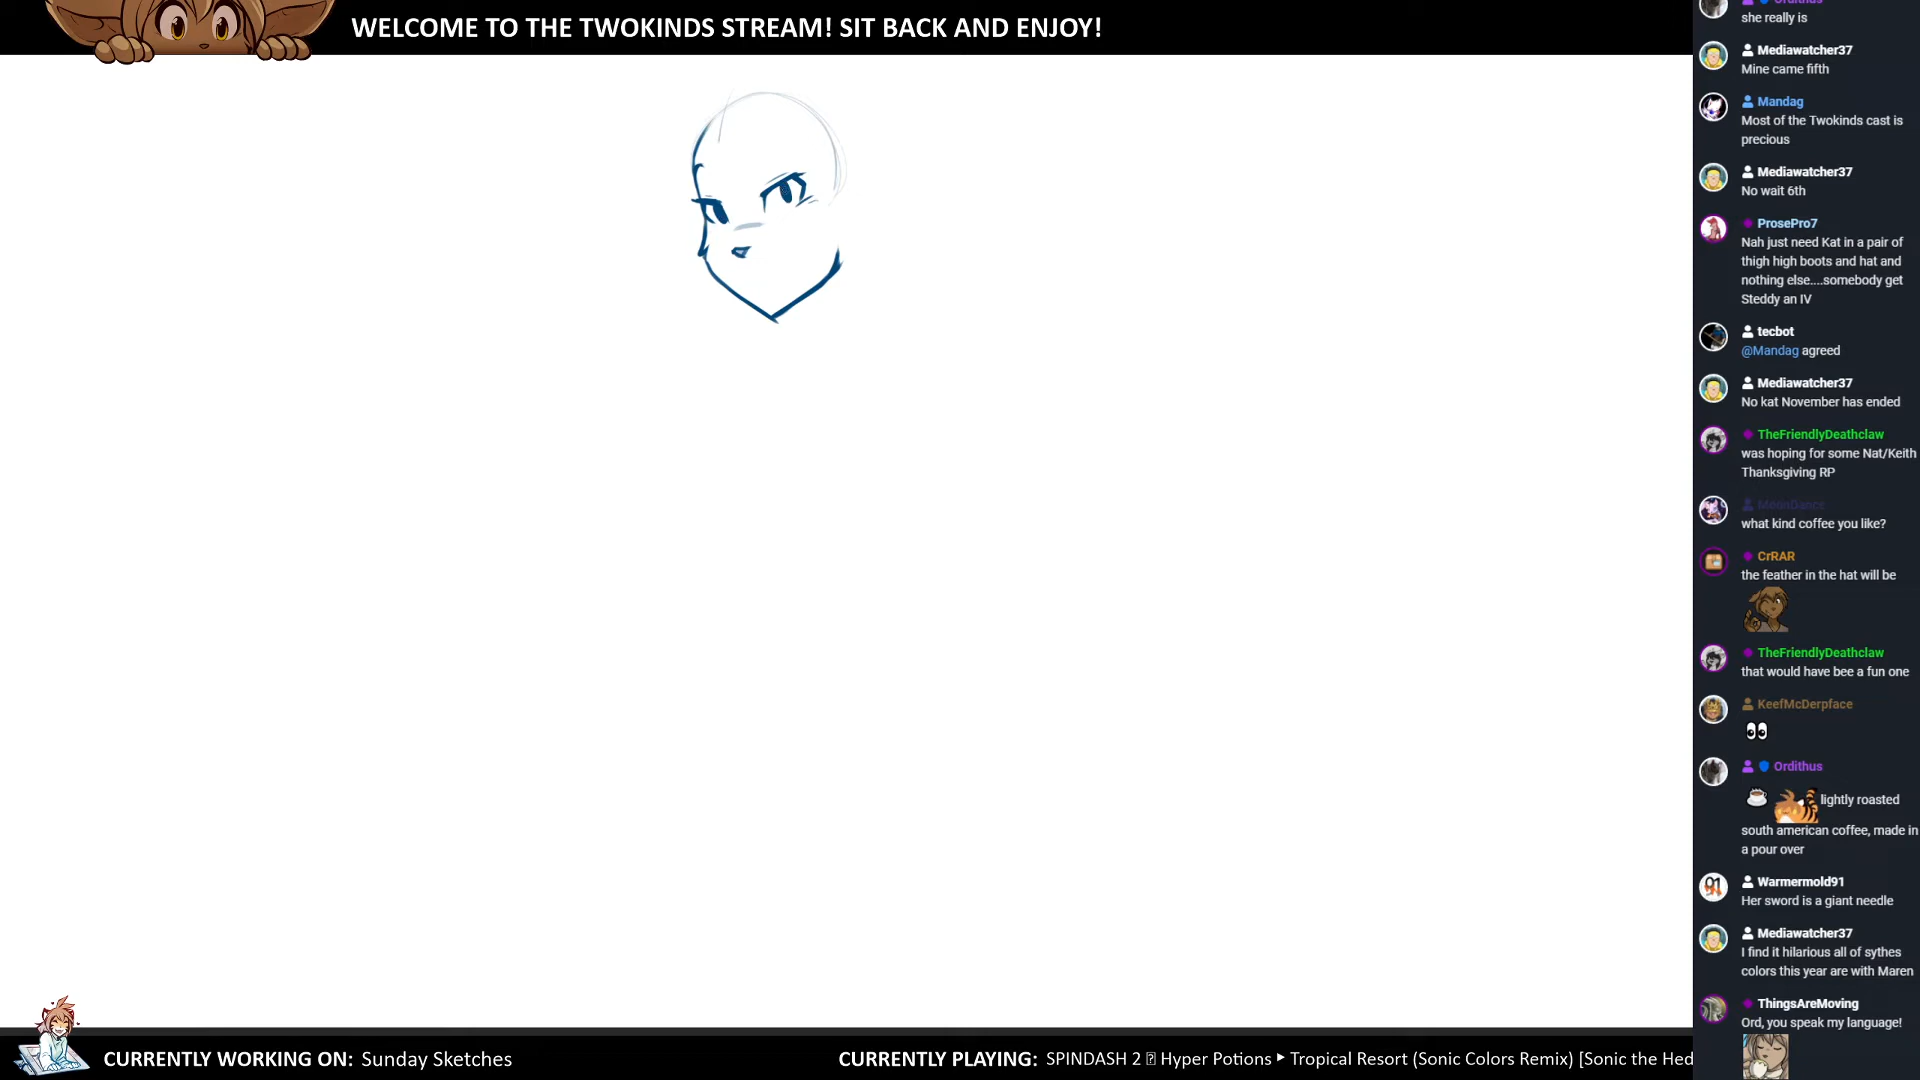 WELCOME TO THE TWOKINDS STREAM! SIT BACK AND ENJOY!
she really is
Mediawatcher37
Mine came fifth
Mandag
Most of the Twokinds cast is
precious
Mediawatcher37
No wait 6th
ProsePro7
Nah just need Kat in a pair of
thigh high boots and hat and
nothing else....somebody get
Steddy an IV
tecbot
@Mandag agreed
Mediawatcher37
No kat November has ended
TheFriendlyDeathclaw
was hoping for some Nat/Keith
Thanksgiving RP
what kind coffee you like?
CrRAR
the feather in the hat will be
TheFriendlyDeathclaw
that would have bee a fun one
KeefMcDerpface
Ordithus
lightly roasted
south american coffee, made in
a pour over
Warmermold91
Her sword is a giant needle
Mediawatcher37
I find it hilarious all of sythes
colors this year are with Maren
ThingsAreMoving
Ord, you speak my language!
CURRENTLY WORKING ON: Sunday Sketches
CURRENTLY PLAYING: SPINDASH 2 ⍰ Hyper Potions ‣ Tropical Resort (Sonic Colors Remix) [Sonic the Hed